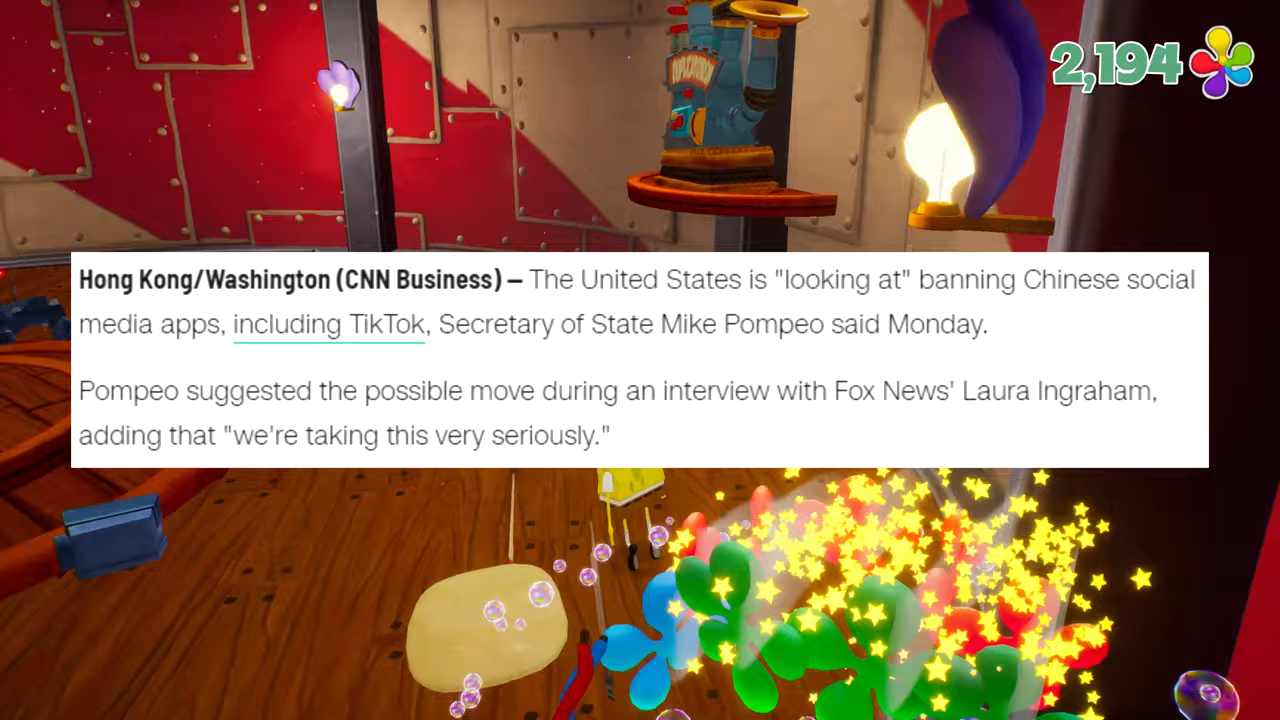 2,194
Hong Kong/Washington (CNN Business) — The United States is "looking at" banning Chinese social
media apps, including TikTok, Secretary of State Mike Pompeo said Monday.
Pompeo suggested the possible move during an interview with Fox News' Laura Ingraham,
adding that "we're taking this very seriously."